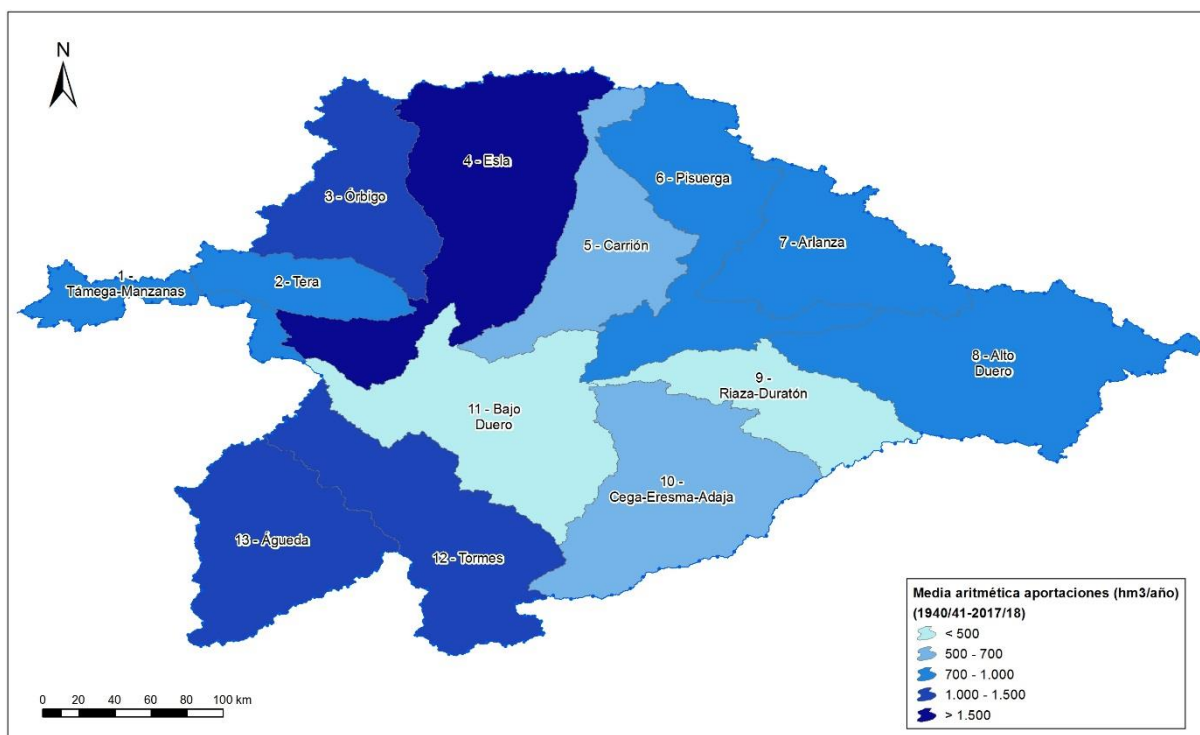 N
4 - Esla
3 - Órbigo
6 - Pisuerga
5 - Carrión
7 - Arlanza
1 -
Támega-Manzanas
2 - Tera
8 - Alto
Duero
9 -
Riaza-Duratón
11 - Bajo
Duero
10 -
Cega-Eresma-Adaja
13 - Águeda
12 - Tormes
Media aritmética aportaciones (hm3/año)
(1940/41-2017/18)
< 500
500 - 700
700 - 1.000
1.000 - 1.500
> 1.500
0 20 40 60 80 100 km